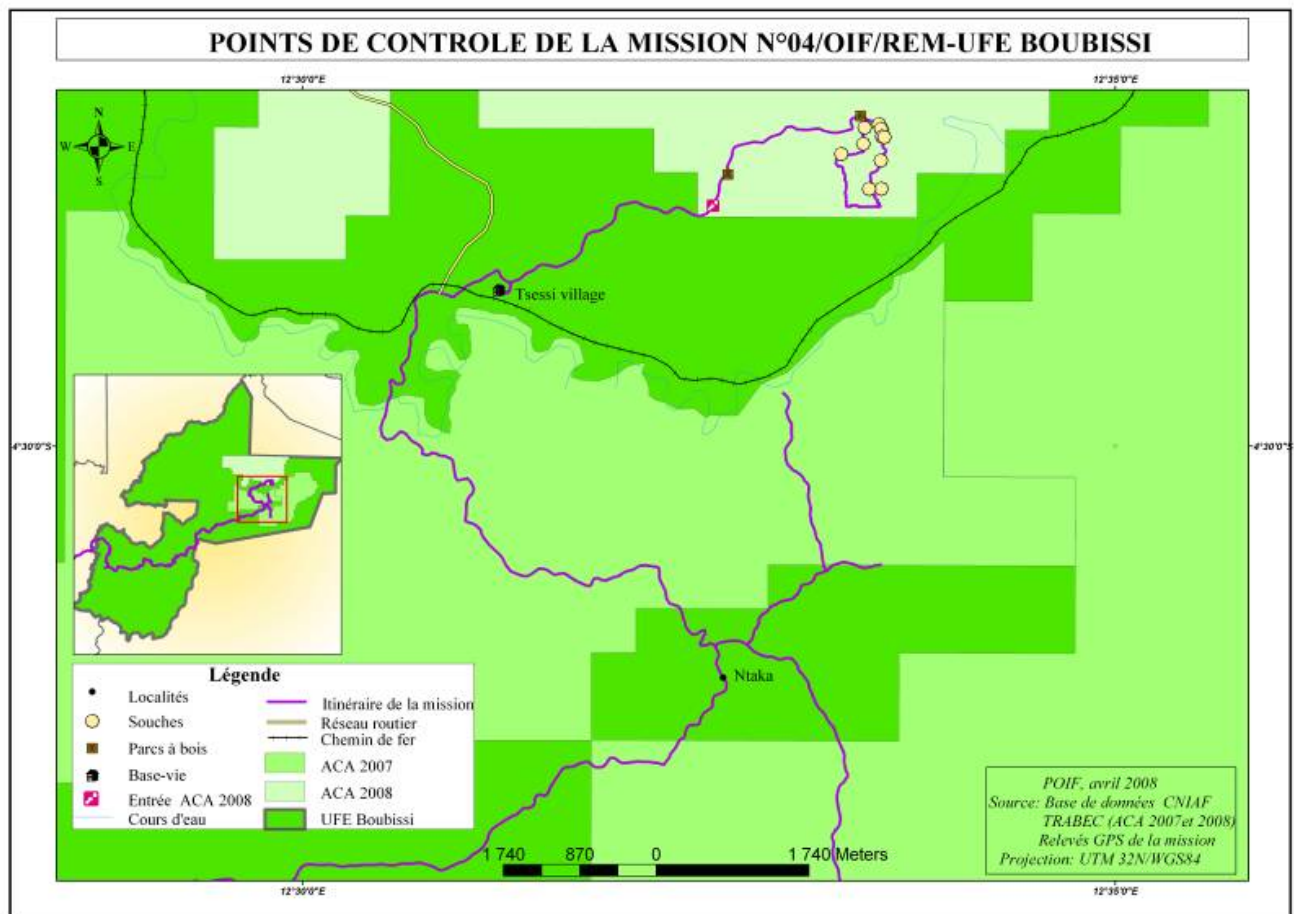 POINTS DE CONTROLE DE LA MISSION N°04/OIF/REM-UFE BOUBISSI
12°30'0"E
12°35'0"E
N
W
E
S
Tsessi village
4°30'0"S
4°30'0"S
Ntaka
Légende
Localités
Souches
Parcs à bois
Base-vie
Entrée ACA 2008
Cours d'eau
Itinéraire de la mission
Réseau routier
Chemin de fer
ACA 2007
ACA 2008
UFE Boubissi
1 740
870
0
1 740 Meters
POIF, avril 2008
Source: Base de données CNIAF
TRABEC (ACA 2007et 2008)
Relevés GPS de la mission
Projection: UTM 32N/WGS84
12°30'0"E
12°35'0"E